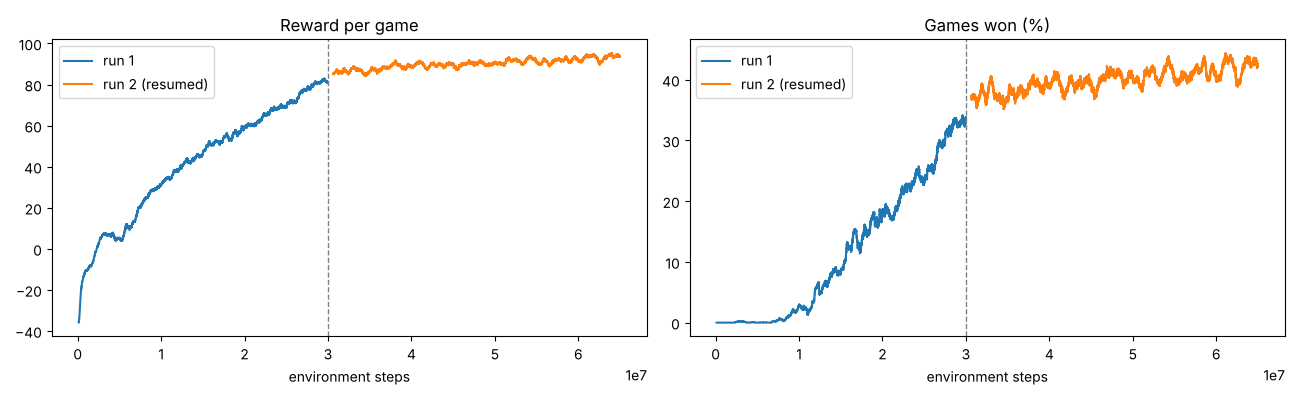 Reward per game
run 1
run 2 (resumed)
100
80
60
40
20
0
−20
−40
0 1 2 3 4 5 6
1e7
environment steps
Games won (%)
run 1
run 2 (resumed)
40
30
20
10
0
0 1 2 3 4 5 6
1e7
environment steps